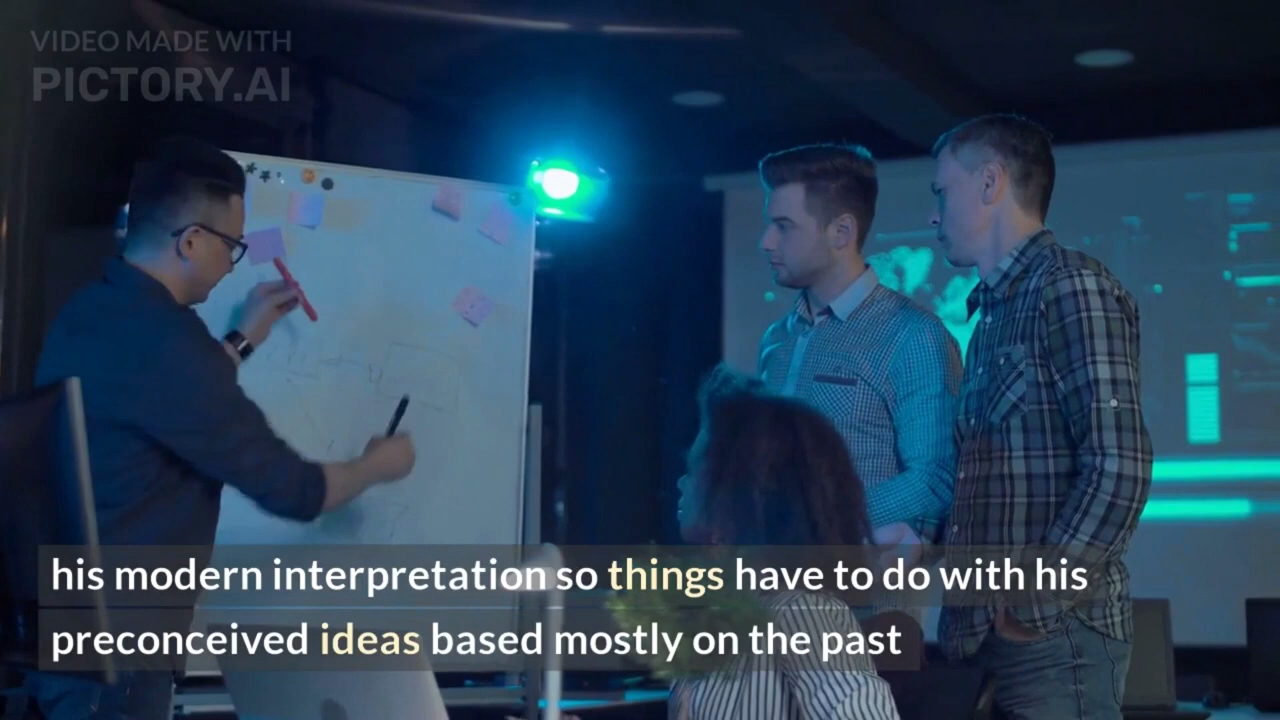 VIDEO MADE WITH
PICTORY.AI
his modern interpretation so things have to do with his
preconceived ideas based mostly on the past